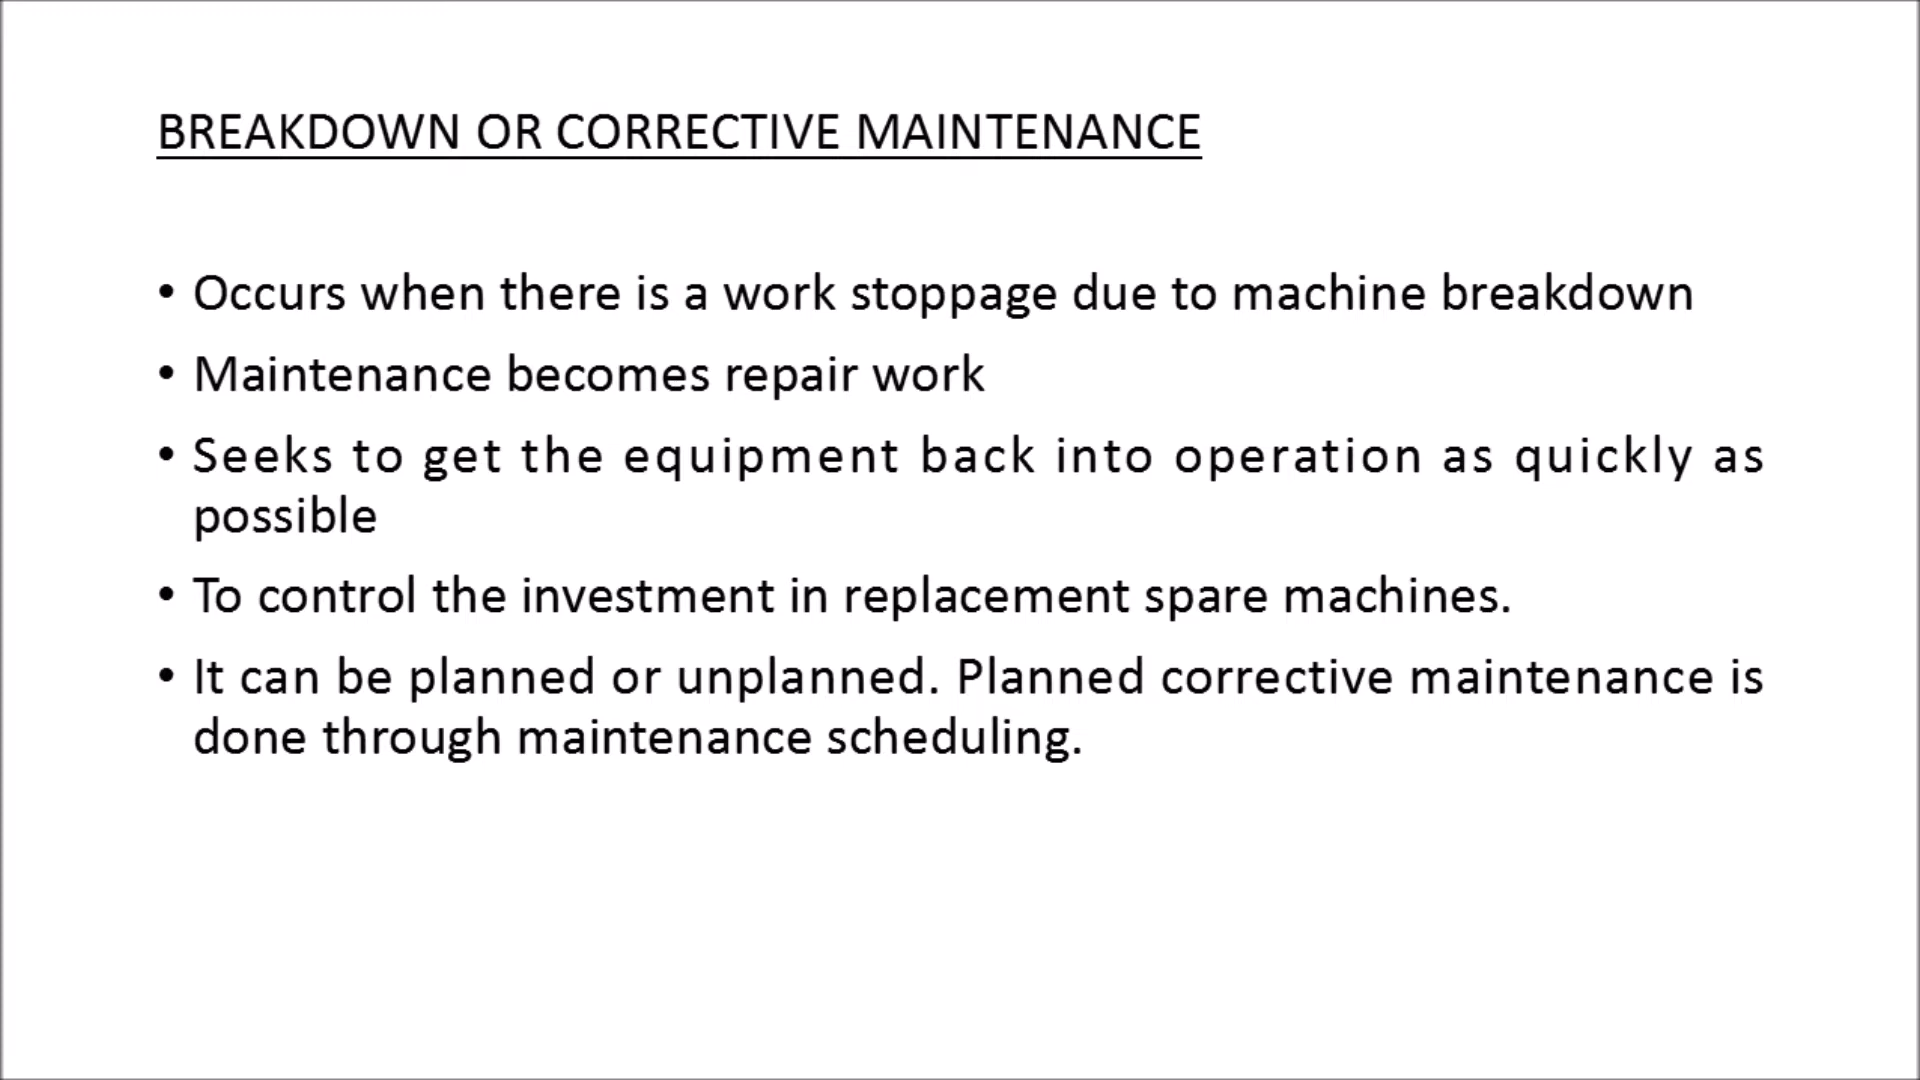 BREAKDOWN OR CORRECTIVE MAINTENANCE
• Occurs when there is a work stoppage due to machine breakdown
• Maintenance becomes repair work
• Seeks to get the equipment back into operation as quickly as
possible
• To control the investment in replacement spare machines.
• It can be planned or unplanned. Planned corrective maintenance is
done through maintenance scheduling.